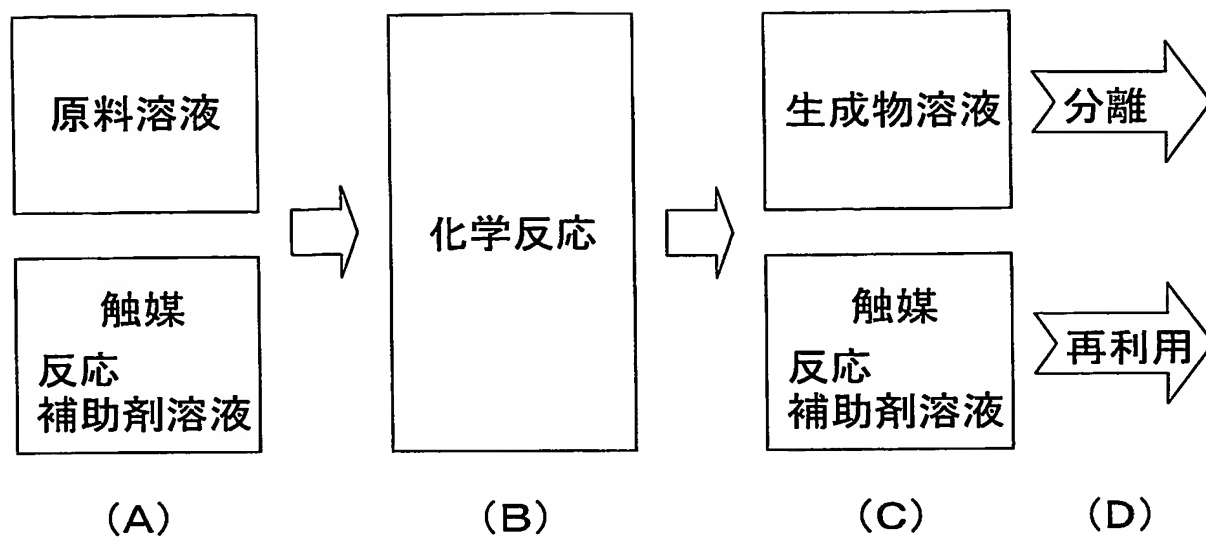 原料溶液
触媒
反応
補助剤溶液
化学反応
生成物溶液
触媒
反応
補助剤溶液
分離
再利用
(A)
(B)
(C)
(D)